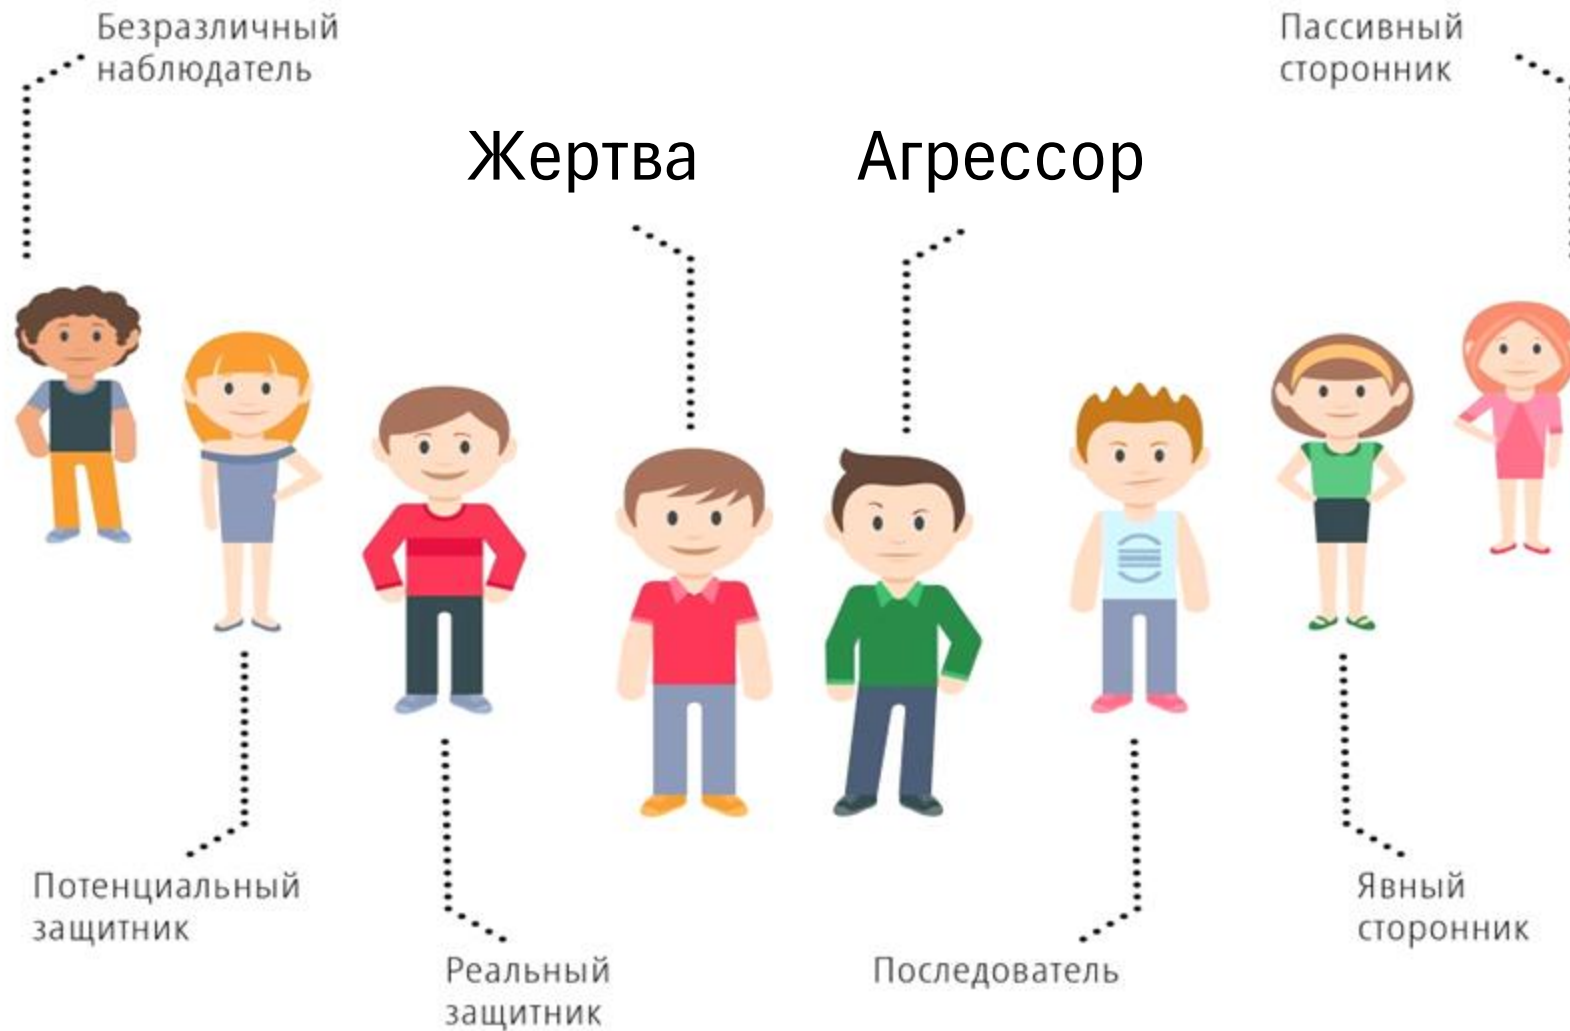 Безразличный
наблюдатель
Пассивный
сторонник
Жертва
Агрессор
Потенциальный
защитник
Явный
сторонник
Реальный
защитник
Последователь